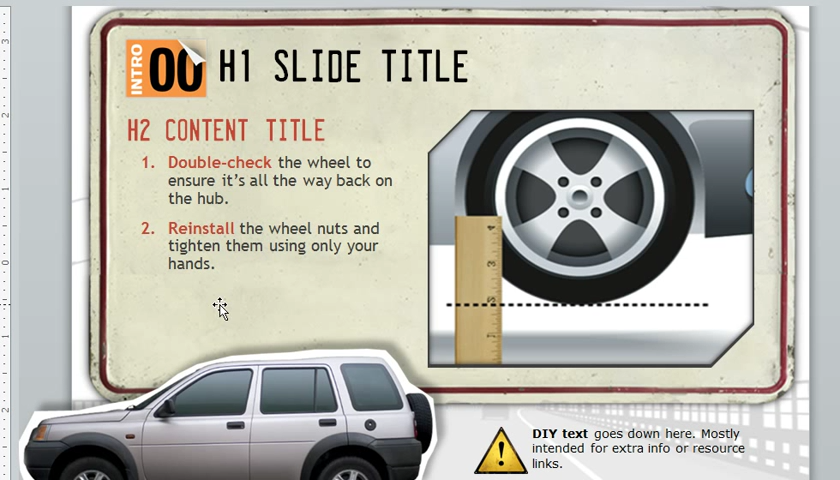 INTRO
00
H1 SLIDE TITLE
H2 CONTENT TITLE
1. Double-check the wheel to
ensure it's all the way back on
the hub.
2. Reinstall the wheel nuts and
tighten them using only your
hands.
4
3
DIY text goes down here. Mostly
intended for extra info or resource
links.